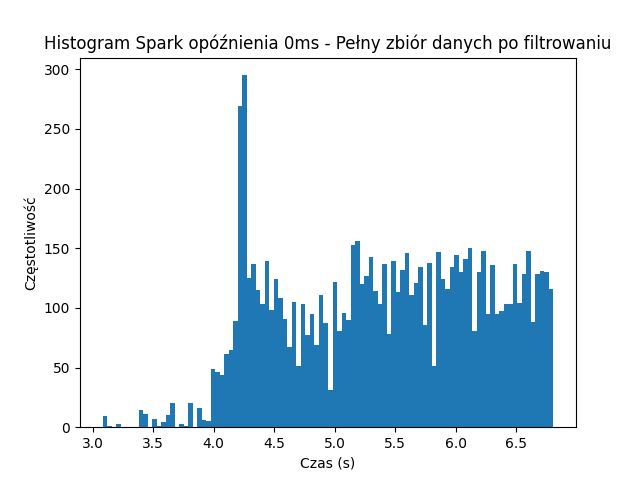 Histogram Spark opóźnienia 0ms - Pełny zbiór danych po filtrowaniu
300
250
200
150
100
50
0
Częstotliwość
3.0 3.5 4.0 4.5 5.0 5.5 6.0 6.5
Czas (s)